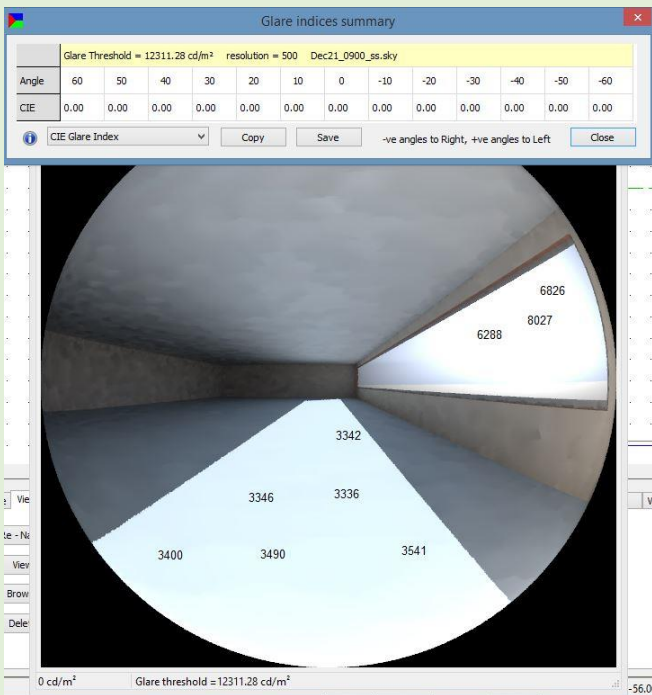 Glare indices summary
Glare Threshold = 12311.28 cd/m² resolution = 500 Dec21_0900_ss.sky
Angle 60 50 40 30 20 10 0 -10 -20 -30 -40 -50 -60
CIE 0.00 0.00 0.00 0.00 0.00 0.00 0.00 0.00 0.00 0.00 0.00 0.00 0.00
CIE Glare Index Copy Save -ve angles to Right, +ve angles to Left Close
6826
8027
6288
3342
3346 3336
3400 3490 3541
Vie
View
Brow
Dele
0 cd/m² Glare threshold =12311.28 cd/m²
-56.0